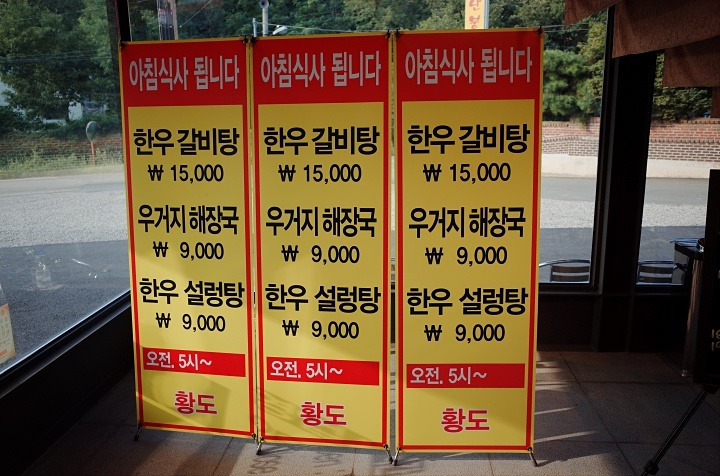 아침식사 됩니다
한우 갈비탕
₩ 15,000
우거지 해장국
₩ 9,000
한우 설렁탕
₩ 9,000
오전. 5시~
황도
아침식사 됩니다
한우 갈비탕
₩ 15,000
우거지 해장국
₩ 9,000
한우 설렁탕
₩ 9,000
오전. 5시~
황도
아침식사 됩니다
한우 갈비탕
₩ 15,000
우거지 해장국
₩ 9,000
한우 설렁탕
₩ 9,000
오전. 5시~
황도